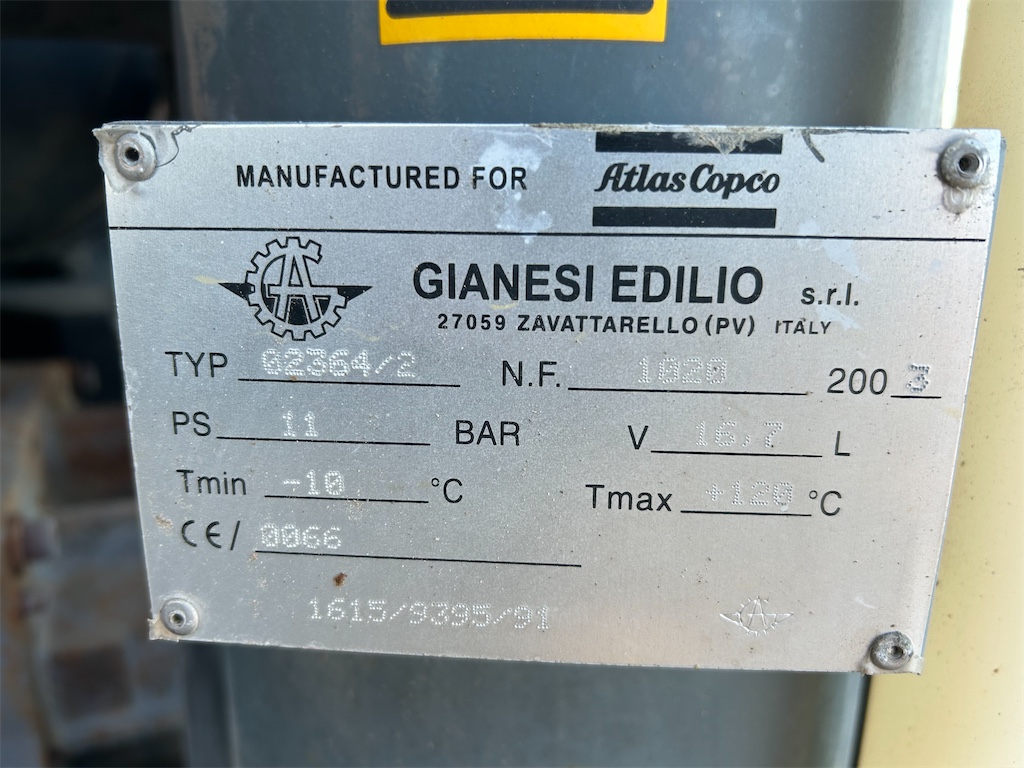 MANUFACTURED FOR Atlas Copco
GIANESI EDILIO s.r.l.
27059 ZAVATTARELLO (PV) ITALY
TYP 02364/2 N.F. 1020 2003
PS 11 BAR V 16,7 L
Tmin -10 °C Tmax +120 °C
CE/ 0066
1615/9395/91